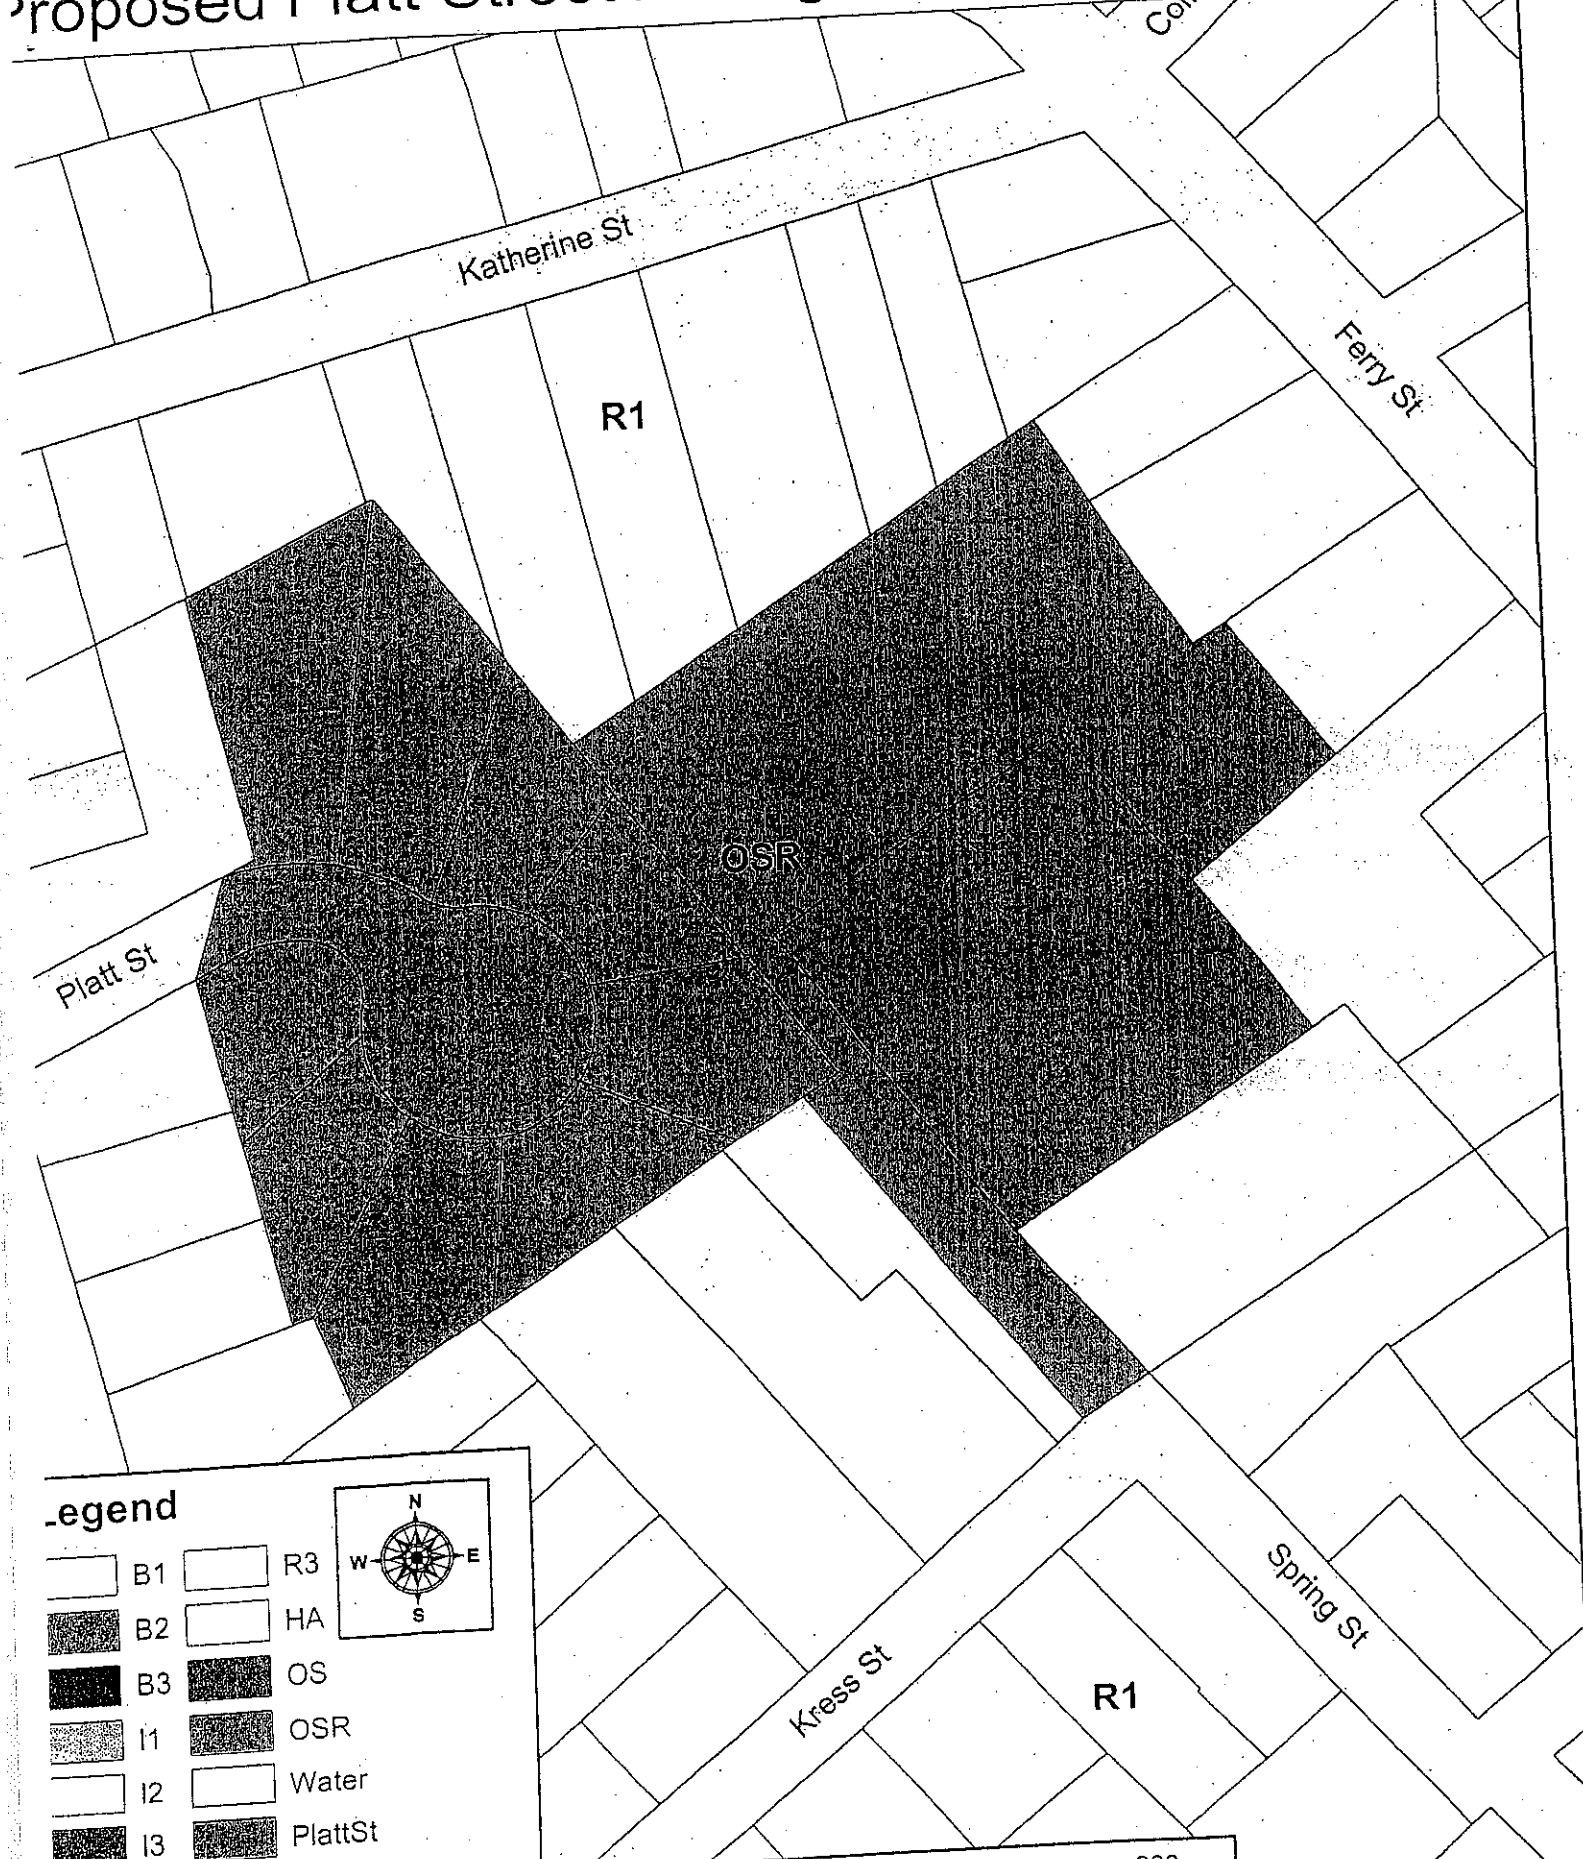 Proposed Platt Street
Katherine St
Ferry St
R1
OSR
Platt St
Legend
N
W E
S
B1 R3
B2 HA
B3 OS
I1 OSR
I2 Water
I3 PlattSt
Kress St
Spring St
R1